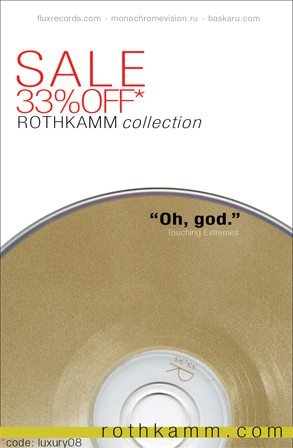 fluxrecords.com - monochromevision.ru - baskaru.com
SALE
33%OFF*
ROTHKAMM collection
“Oh, god.”
Touching Extremes
rothkamm.com
*code: luxury08